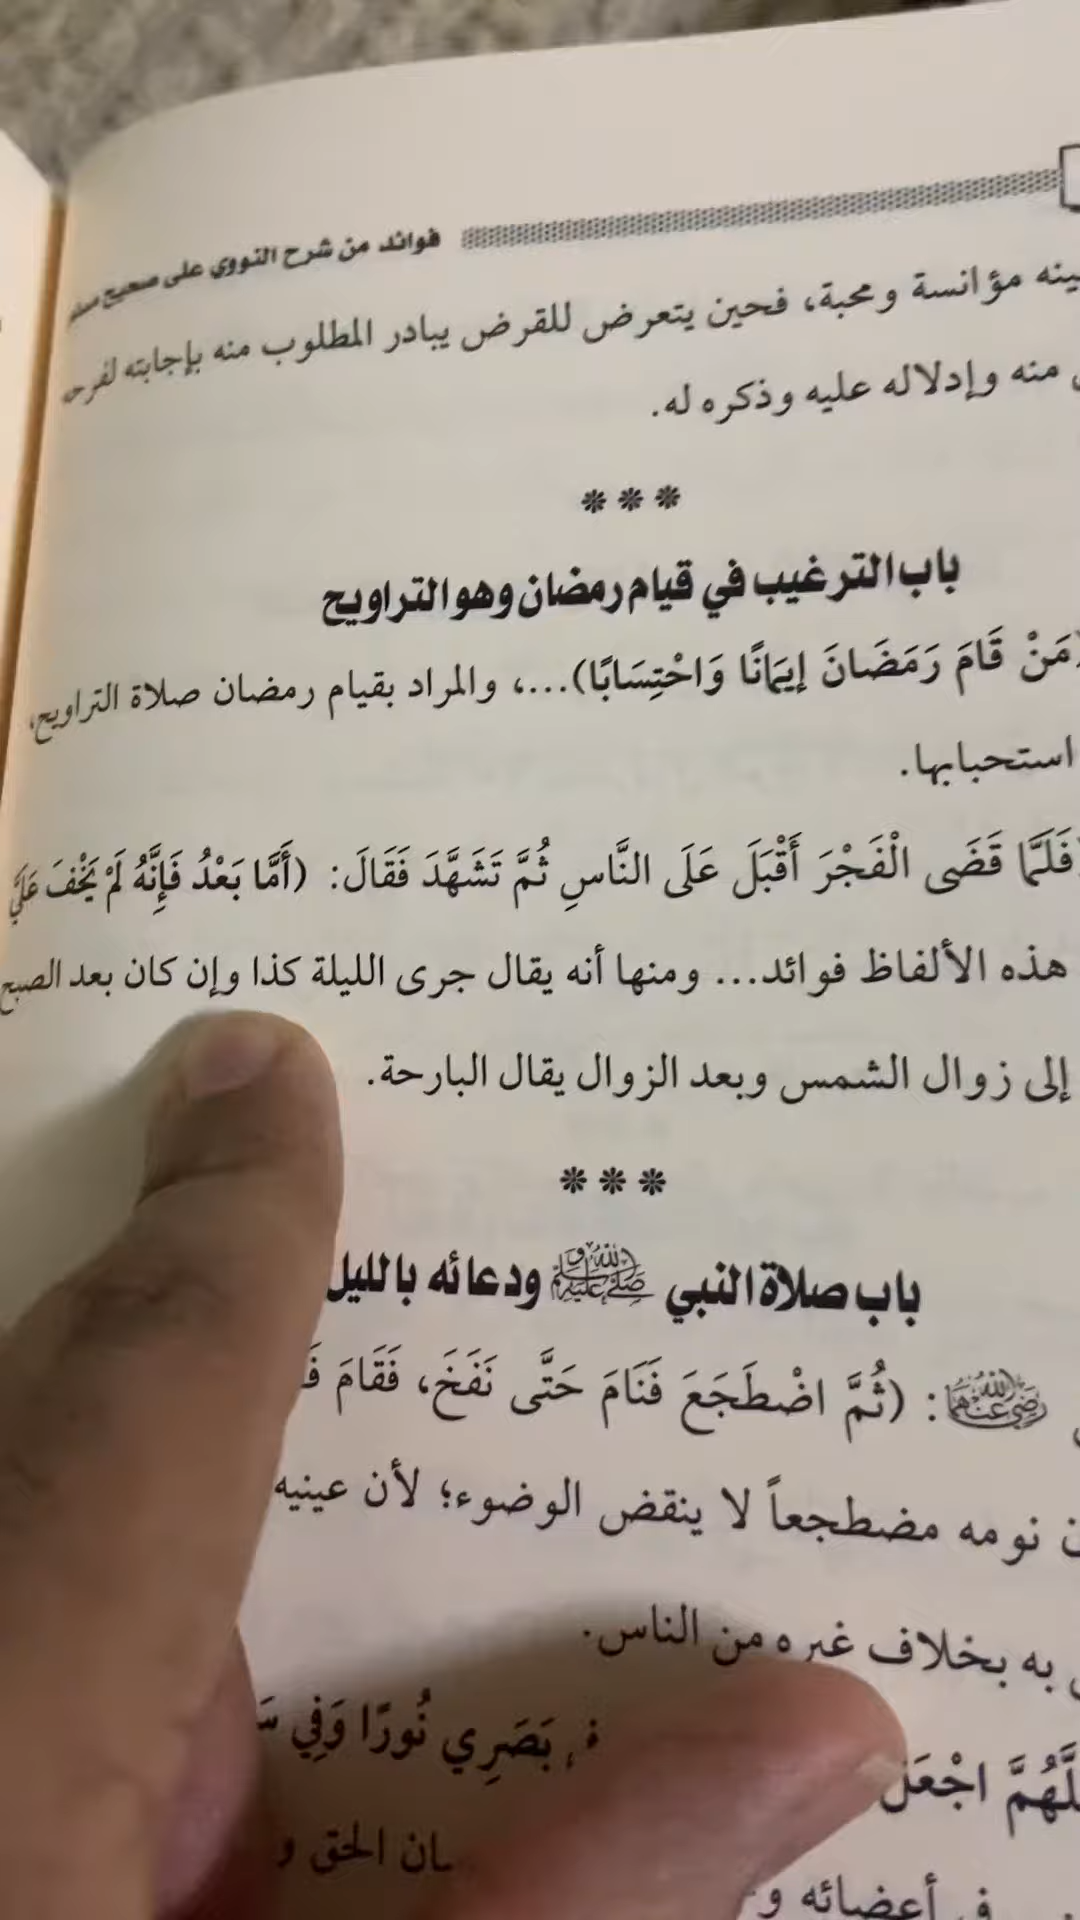 فوائد من شرح النووي على صحيح مسلم
مؤانسة ومحبة، فحين يتعرض للقرض يبادر المطلوب منه بإجابته لفرحه
منه وإدلاله عليه وذكره له.
***
باب الترغيب في قيام رمضان وهو التراويح
(مَنْ قَامَ رَمَضَانَ إِيمَانًا وَاحْتِسَابًا)...، والمراد بقيام رمضان صلاة التراويح،
استحبابها.
فَلَمَّا قَضَى الْفَجْرَ أَقْبَلَ عَلَى النَّاسِ ثُمَّ تَشَهَّدَ فَقَالَ: (أَمَّا بَعْدُ فَإِنَّهُ لَمْ يَخْفَ عَلَيَّ
هذه الألفاظ فوائد... ومنها أنه يقال جرى الليلة كذا وإن كان بعد الصبح
إلى زوال الشمس وبعد الزوال يقال البارحة.
***
باب صلاة النبي ﷺ ودعائه بالليل
رضي الله عنهما: (ثُمَّ اضْطَجَعَ فَنَامَ حَتَّى نَفَخَ، فَقَامَ
نومه مضطجعاً لا ينقض الوضوء؛ لأن عينيه
به بخلاف غيره من الناس.
اجْعَلْ بَصَرِي نُورًا وَفِي
الحق و
أعضائه